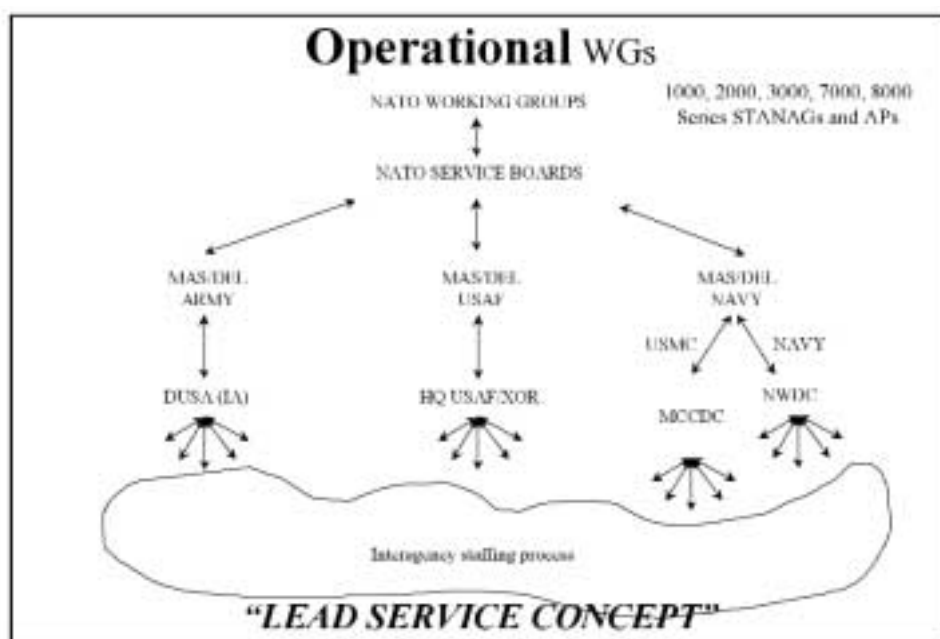 Operational WGs
NATO WORKING GROUPS
1000, 2000, 3000, 7000, 8000
Series STANAGs and APs
NATO SERVICE BOARDS
MAS/DEL
ARMY
MAS/DEL
USAF
MAS/DEL
NAVY
USMC
NAVY
DUSA (IA)
HQ USAF/XOR
MCCDC
NWDC
Interagency staffing process
“LEAD SERVICE CONCEPT”